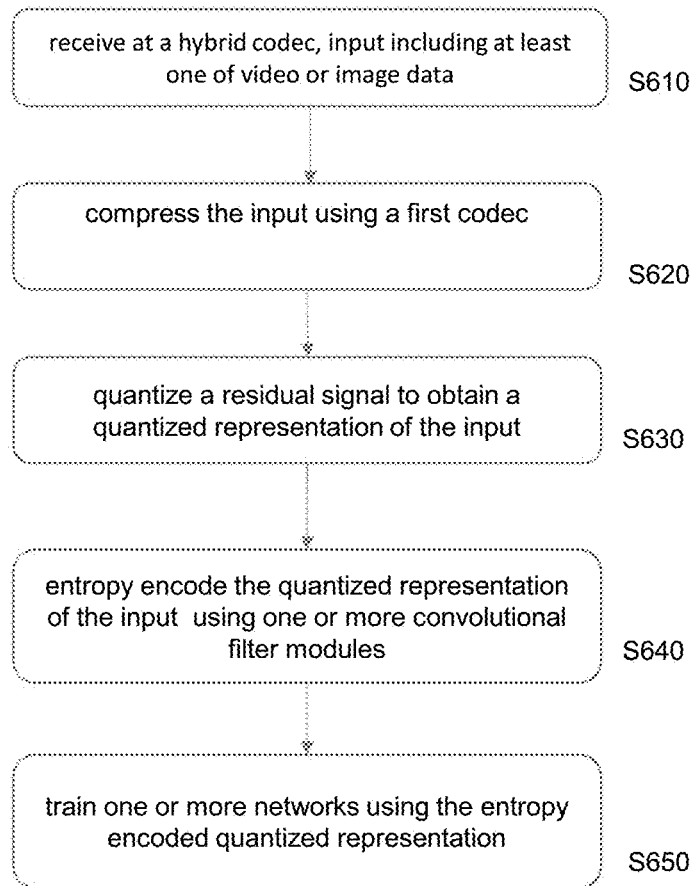 receive at a hybrid codec, input including at least
one of video or image data
S610
compress the input using a first codec
S620
quantize a residual signal to obtain a
quantized representation of the input
S630
entropy encode the quantized representation
of the input using one or more convolutional
filter modules
S640
train one or more networks using the entropy
encoded quantized representation
S650